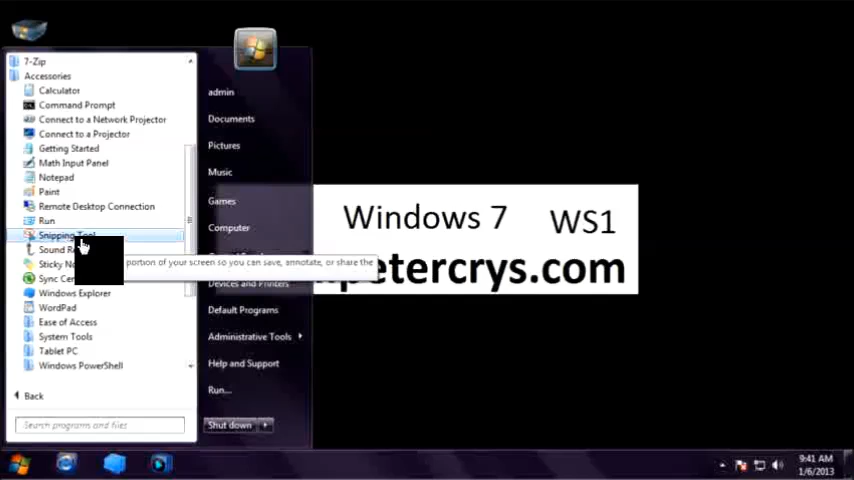 7-Zip
Accessories
Calculator
Command Prompt
Connect to a Network Projector
Connect to a Projector
Getting Started
Math Input Panel
Notepad
Paint
Remote Desktop Connection
Run
Snipping Tool
Sound
Sticky
Sync
Windows Explorer
WordPad
Ease of Access
System Tools
Tablet PC
Windows PowerShell
Back
Search programs and files
admin
Documents
Pictures
Music
Games
Computer
portion of your screen so you can save, annotate, or share the
Devices and Printers
Default Programs
Administrative Tools
Help and Support
Run...
Shut down
Windows 7 WS1
petercrys.com
9:41 AM
1/6/2013